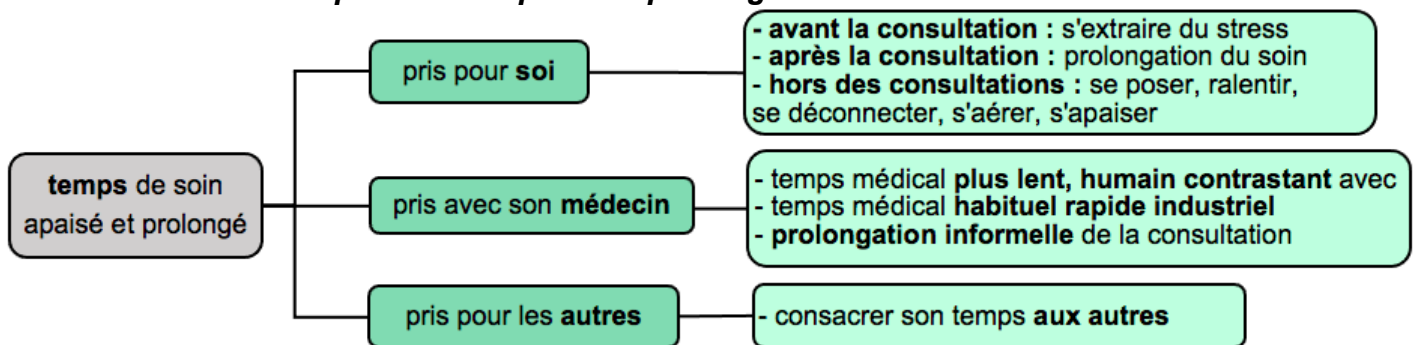 temps de soin
apaisé et prolongé
pris pour soi
- avant la consultation : s'extraire du stress
- après la consultation : prolongation du soin
- hors des consultations : se poser, ralentir,
se déconnecter, s'aérer, s'apaiser
pris avec son médecin
- temps médical plus lent, humain contrastant avec
- temps médical habituel rapide industriel
- prolongation informelle de la consultation
pris pour les autres
- consacrer son temps aux autres